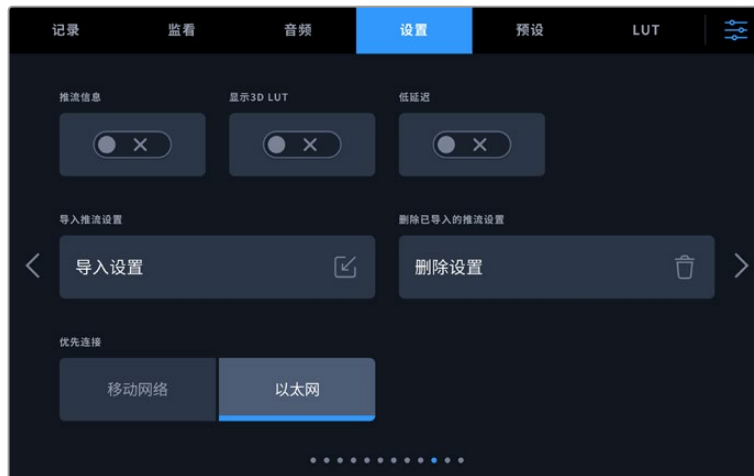 记录 监看 音频 设置 预设 LUT
推流信息 显示3D LUT 低延迟
导入推流设置 删除已导入的推流设置
导入设置 删除设置
优先连接
移动网络 以太网